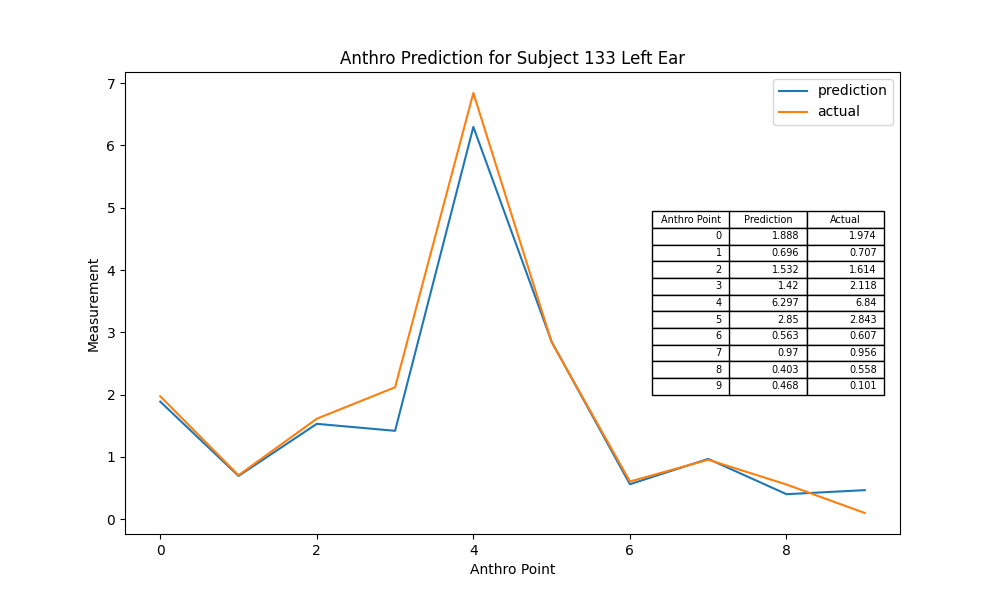 Anthro Prediction for Subject 133 Left Ear
7
prediction
actual
6
5
Anthro Point Prediction Actual
0 1.888 1.974
1 0.696 0.707
2 1.532 1.614
3 1.42 2.118
4 6.297 6.84
5 2.85 2.843
6 0.563 0.607
7 0.97 0.956
8 0.403 0.558
9 0.468 0.101
4
Measurement
3
2
1
0
0 2 4 6 8
Anthro Point